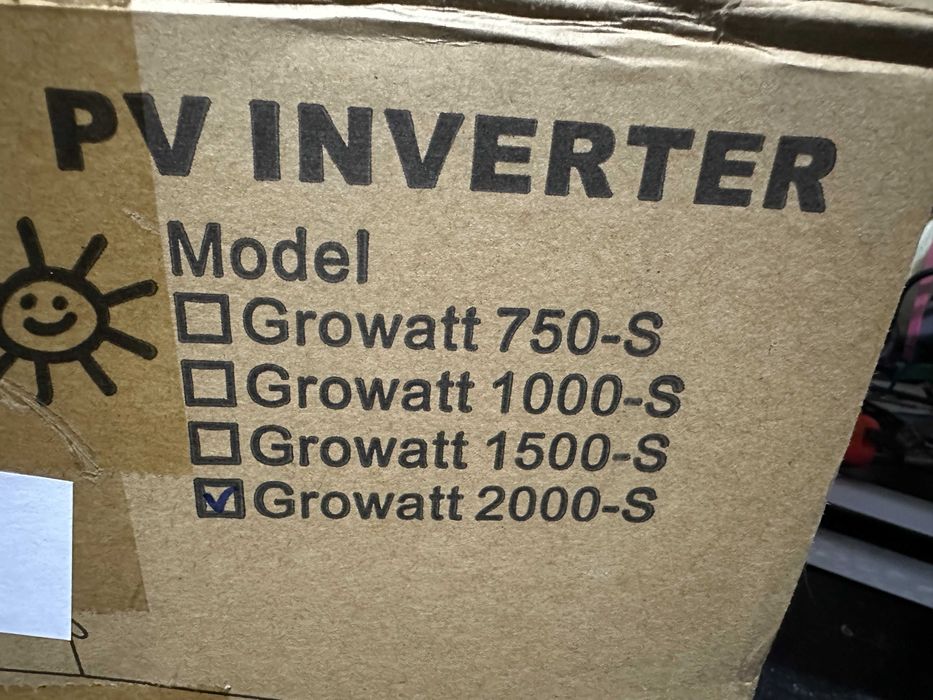 PV INVERTER
Model
Growatt 750-S
Growatt 1000-S
Growatt 1500-S
Growatt 2000-S